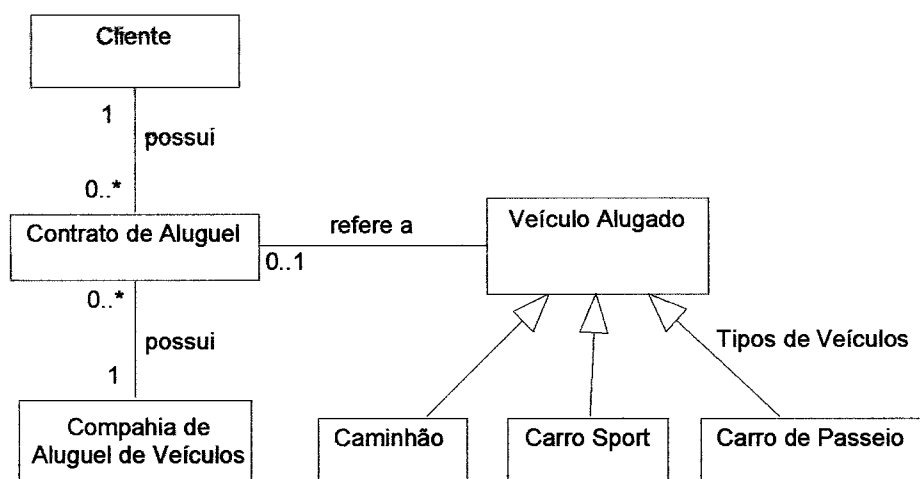 Cliente
1
possui
0..*
Contrato de Aluguel
refere a
0..1
Veículo Alugado
0..*
possui
1
Tipos de Veículos
Compahia de
Aluguel de Veículos
Caminhão
Carro Sport
Carro de Passeio